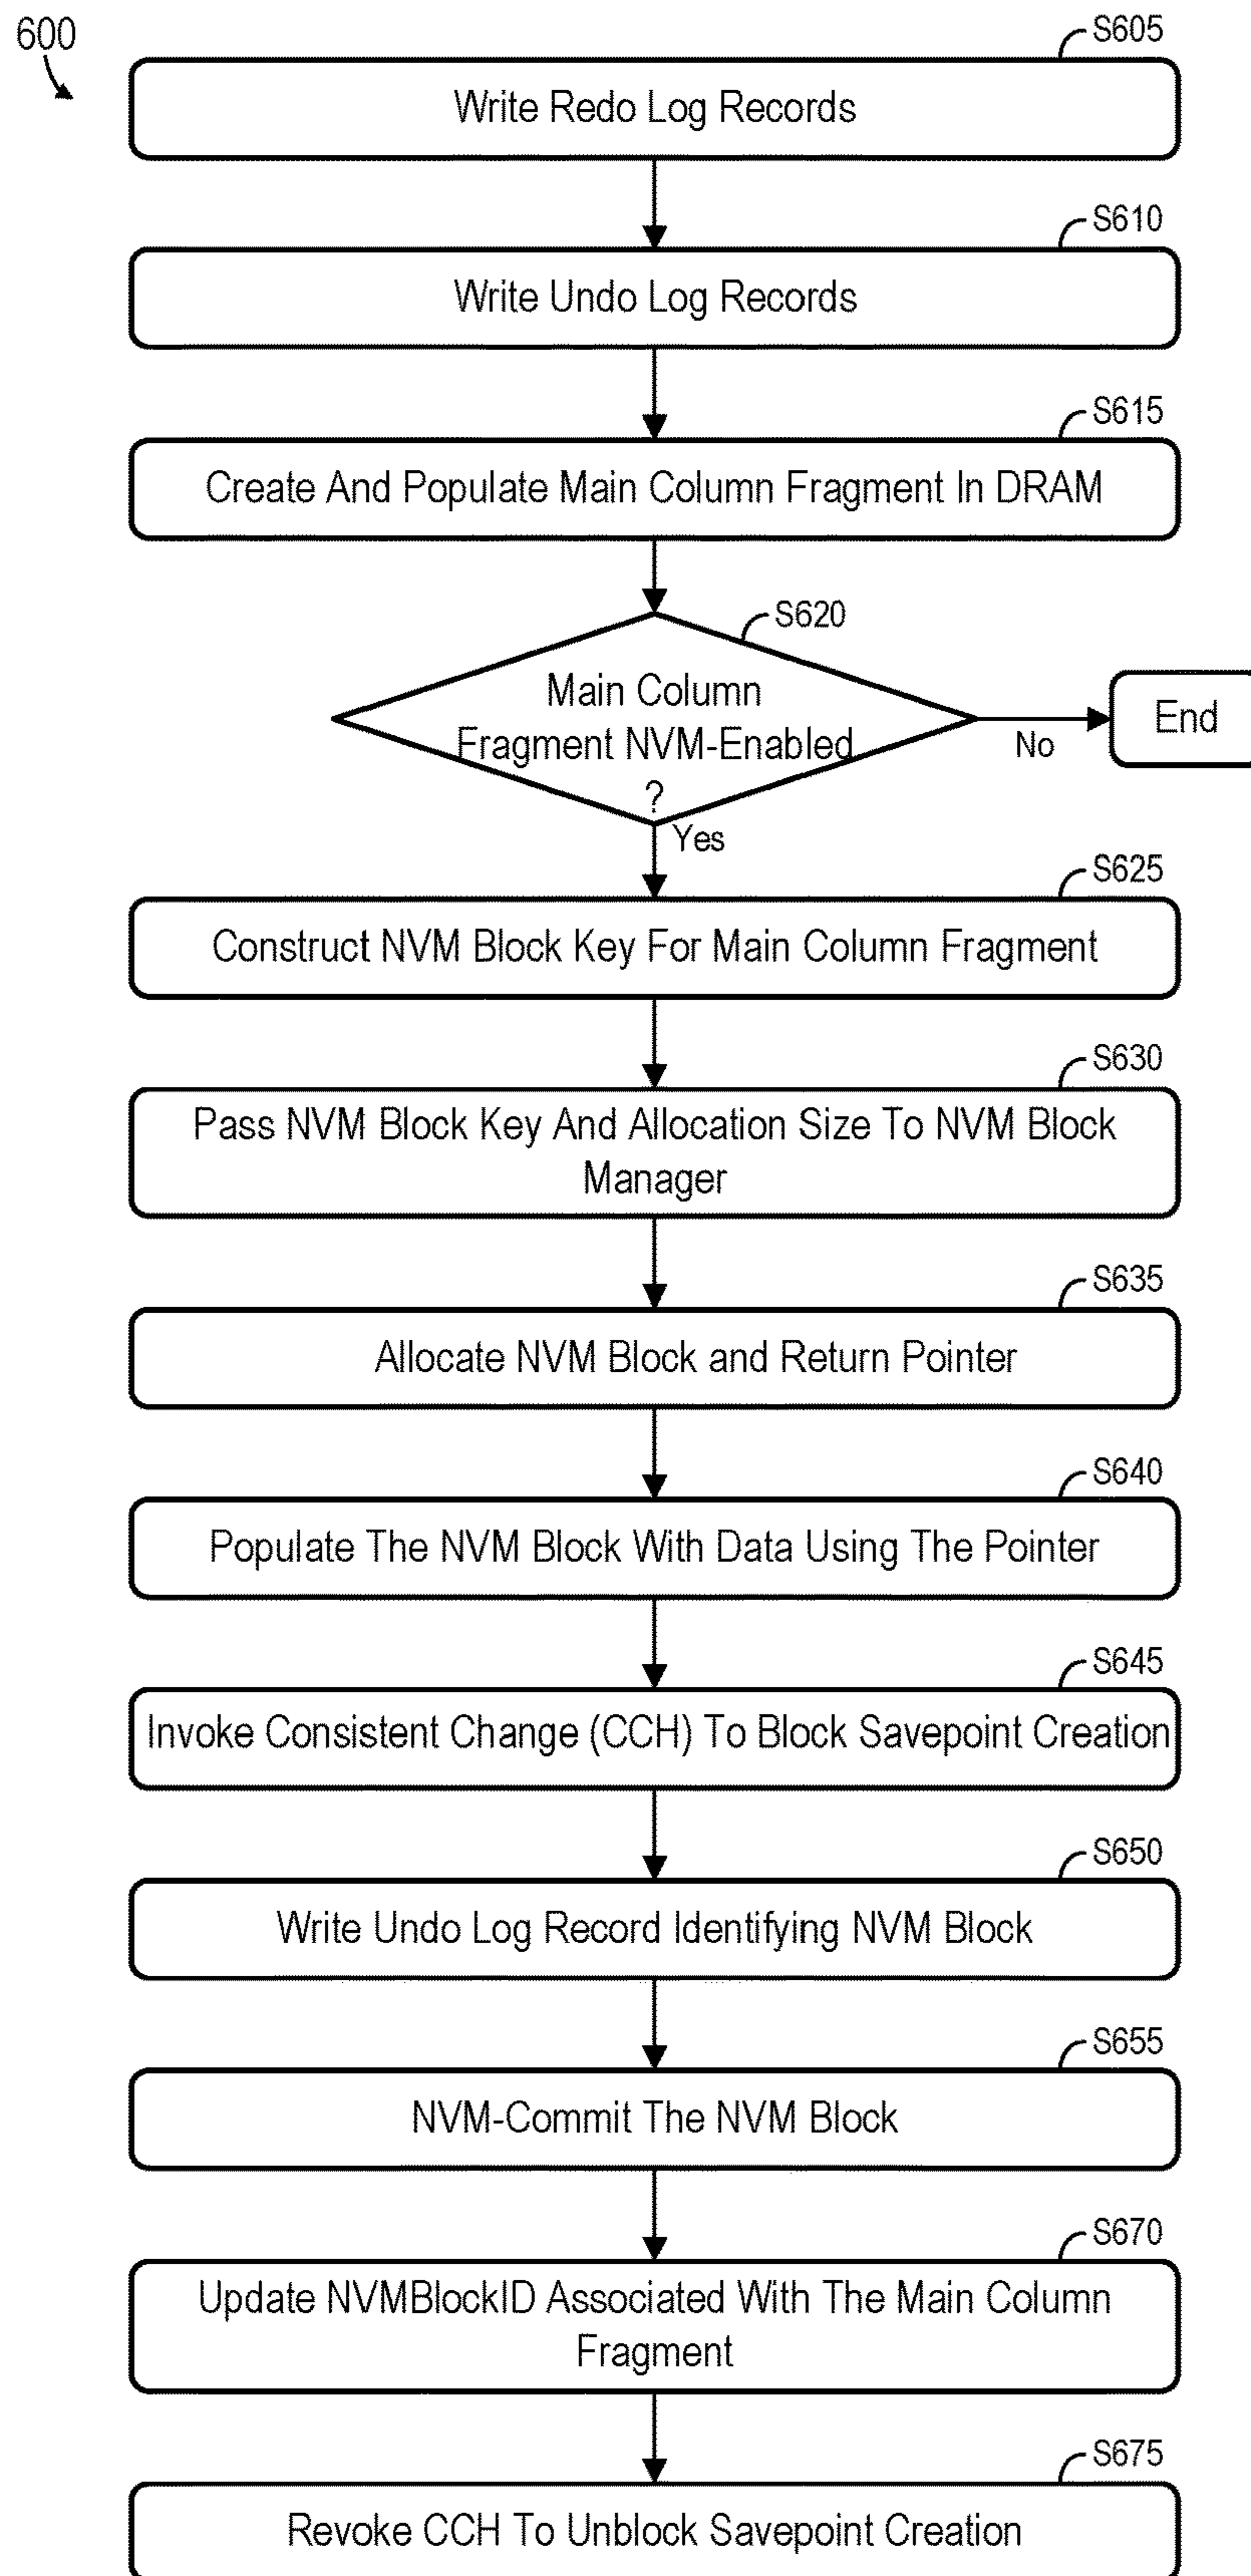 600
S605
Write Redo Log Records
S610
Write Undo Log Records
S615
Create And Populate Main Column Fragment In DRAM
S620
Main Column
Fragment NVM-Enabled
?
No
End
Yes
S625
Construct NVM Block Key For Main Column Fragment
S630
Pass NVM Block Key And Allocation Size To NVM Block
Manager
S635
Allocate NVM Block and Return Pointer
S640
Populate The NVM Block With Data Using The Pointer
S645
Invoke Consistent Change (CCH) To Block Savepoint Creation
S650
Write Undo Log Record Identifying NVM Block
S655
NVM-Commit The NVM Block
S670
Update NVMBlockID Associated With The Main Column
Fragment
S675
Revoke CCH To Unblock Savepoint Creation